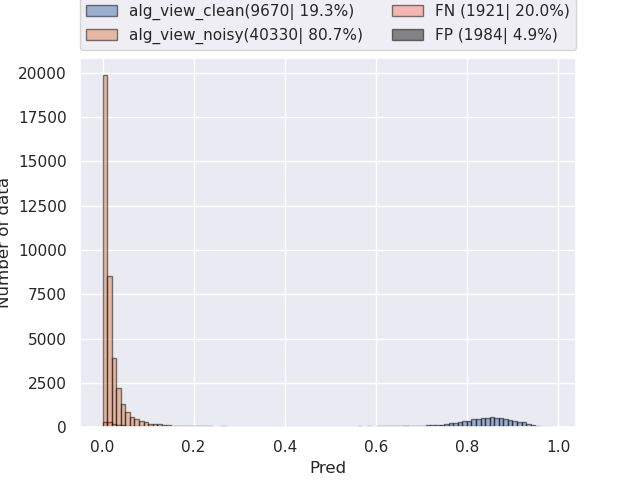 alg_view_clean(9670| 19.3%) FN (1921| 20.0%)
alg_view_noisy(40330| 80.7%) FP (1984| 4.9%)
20000
17500
15000
12500
10000
7500
5000
2500
0
Number of data
0.0 0.2 0.4 0.6 0.8 1.0
Pred